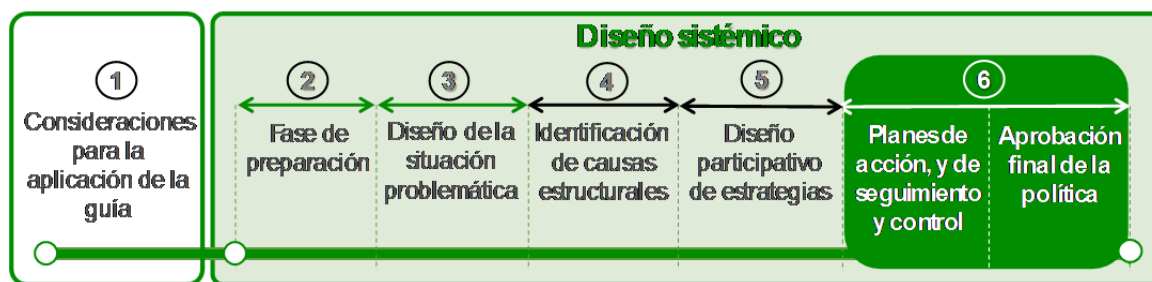 Diseño sistémico
1
Consideraciones
para la
aplicación de la
guía
2
Fase de
preparación
3
Diseño de la
situación
problemática
4
Identificación
de causas
estructurales
5
Diseño
participativo
de estrategias
6
Planes de
acción, y de
seguimiento
y control
Aprobación
final de la
política